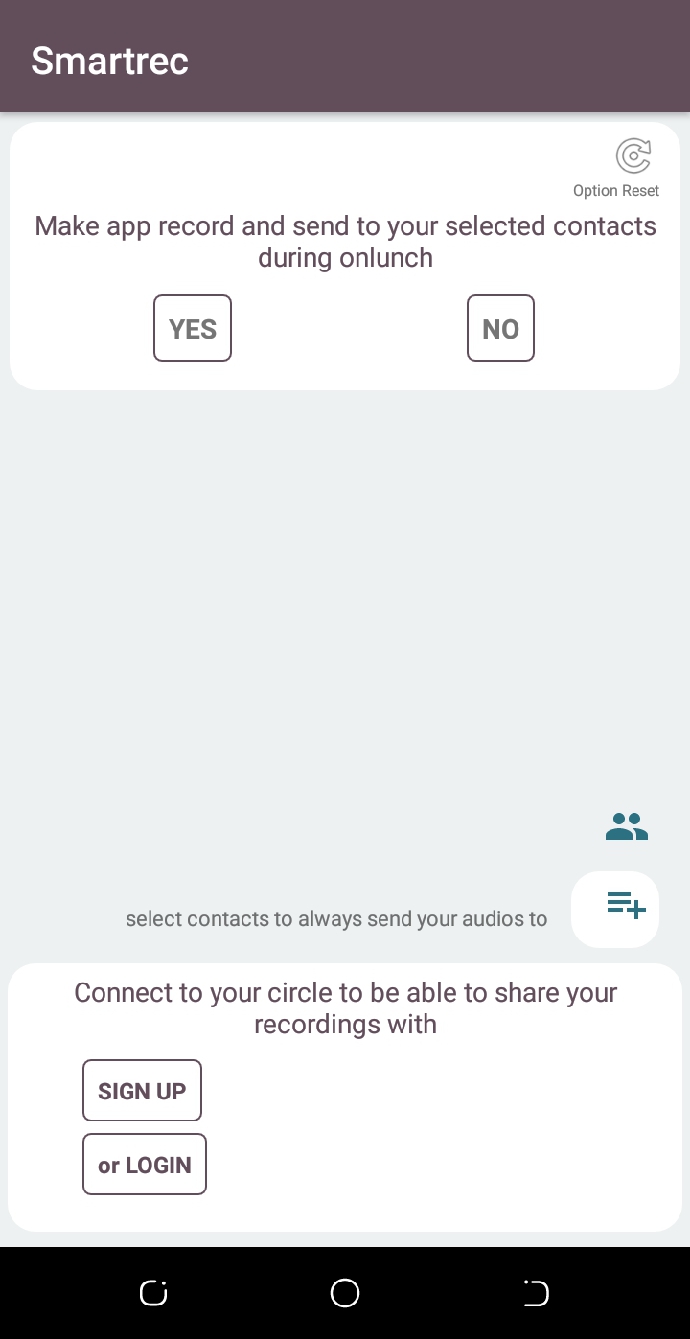 Smartrec
Option Reset
Make app record and send to your selected contacts
during onlunch
YES
NO
select contacts to always send your audios to
Connect to your circle to be able to share your
recordings with
SIGN UP
or LOGIN